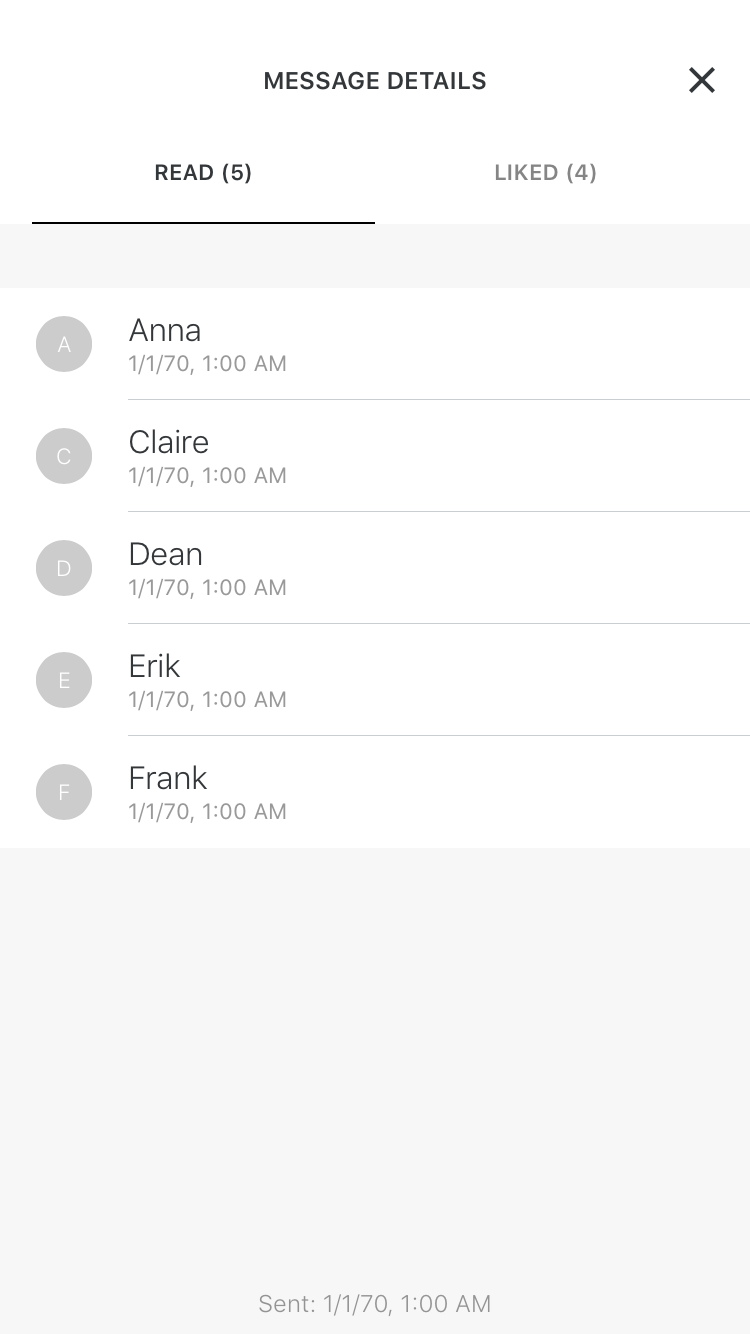 MESSAGE DETAILS
READ (5)
LIKED (4)
A
Anna
1/1/70, 1:00 AM
C
Claire
1/1/70, 1:00 AM
D
Dean
1/1/70, 1:00 AM
E
Erik
1/1/70, 1:00 AM
F
Frank
1/1/70, 1:00 AM
Sent: 1/1/70, 1:00 AM